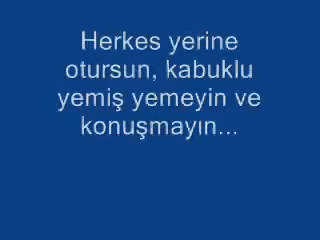 Herkes yerine
otursun, kabuklu
yemiş yemeyin ve
konuşmayın...